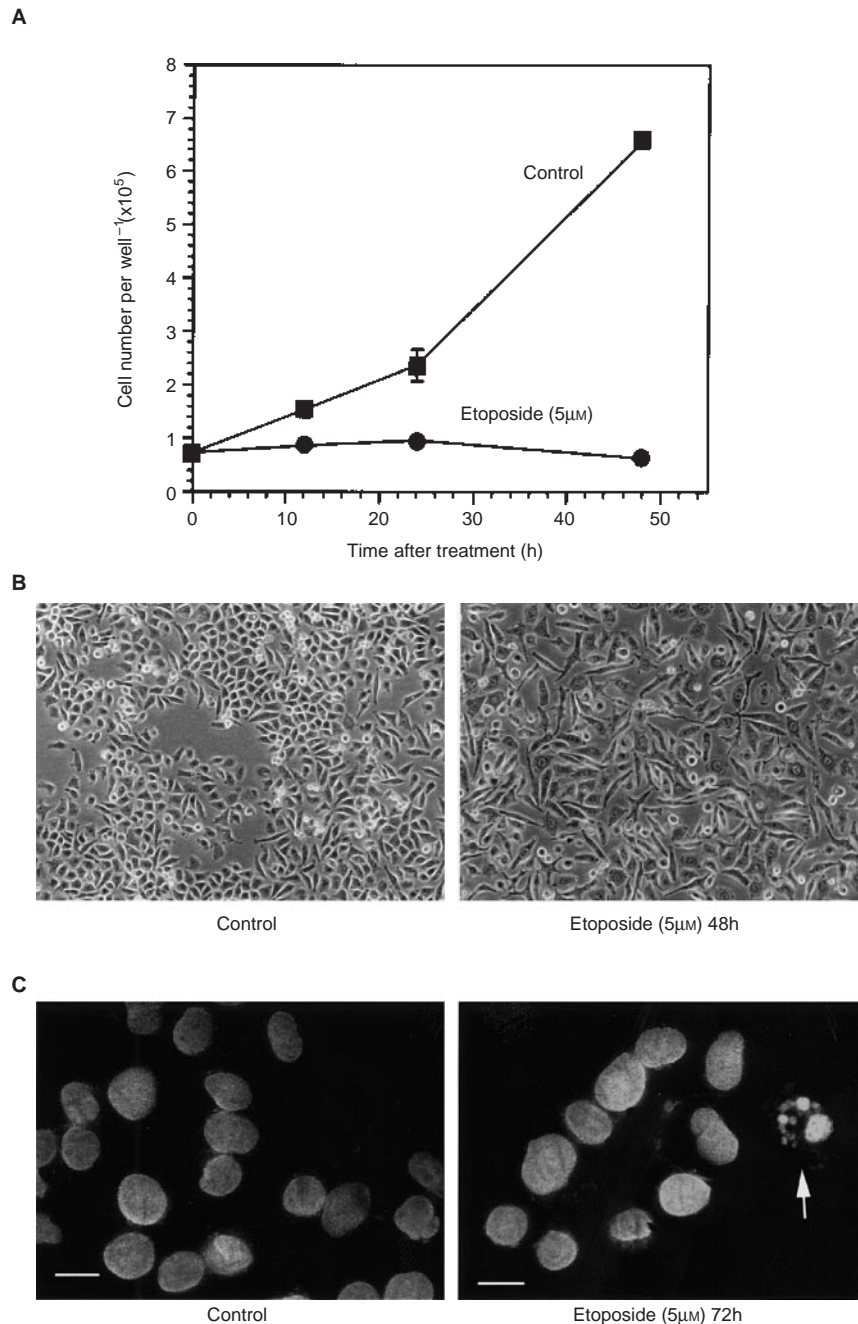 A
8
7
6
5
4
3
2
1
0
Cell number per well⁻¹(x10⁵)
Control
Etoposide (5µM)
0 10 20 30 40 50
Time after treatment (h)
B
Control Etoposide (5µM) 48h
C
Control Etoposide (5µM) 72h